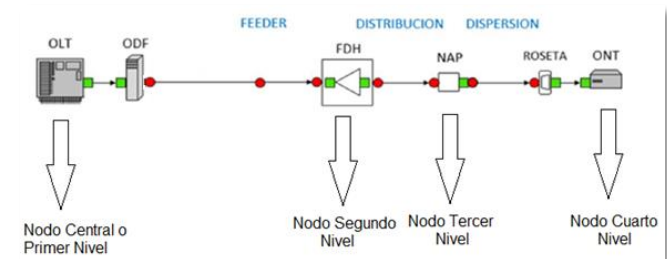 FEEDER
DISTRIBUCION
DISPERSION
OLT
ODF
FDH
NAP
ROSETA
ONT
Nodo Central o
Primer Nivel
Nodo Segundo
Nivel
Nodo Tercer
Nivel
Nodo Cuarto
Nivel